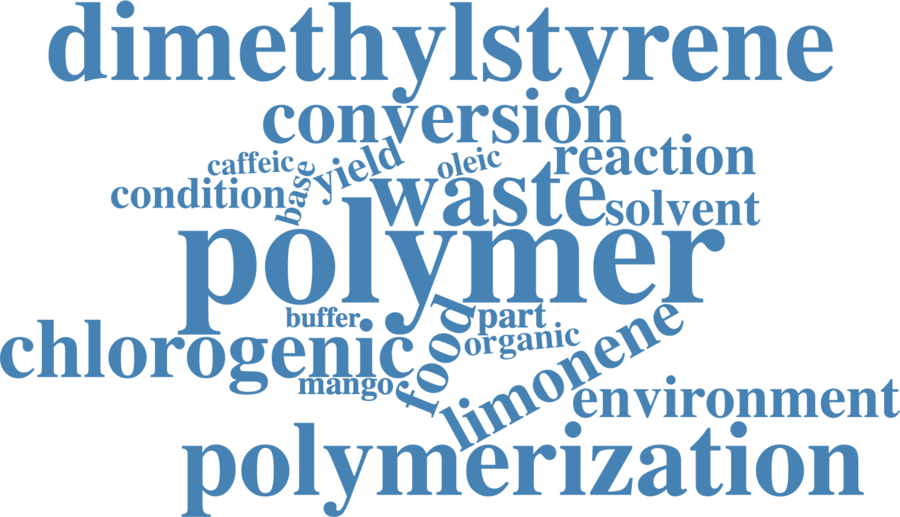 dimethylstyrene
conversion
caffeic
yield
oleic
reaction
condition
base
waste
solvent
polymer
buffer
food
part
chlorogenic
organic
limonene
mango
environment
polymerization